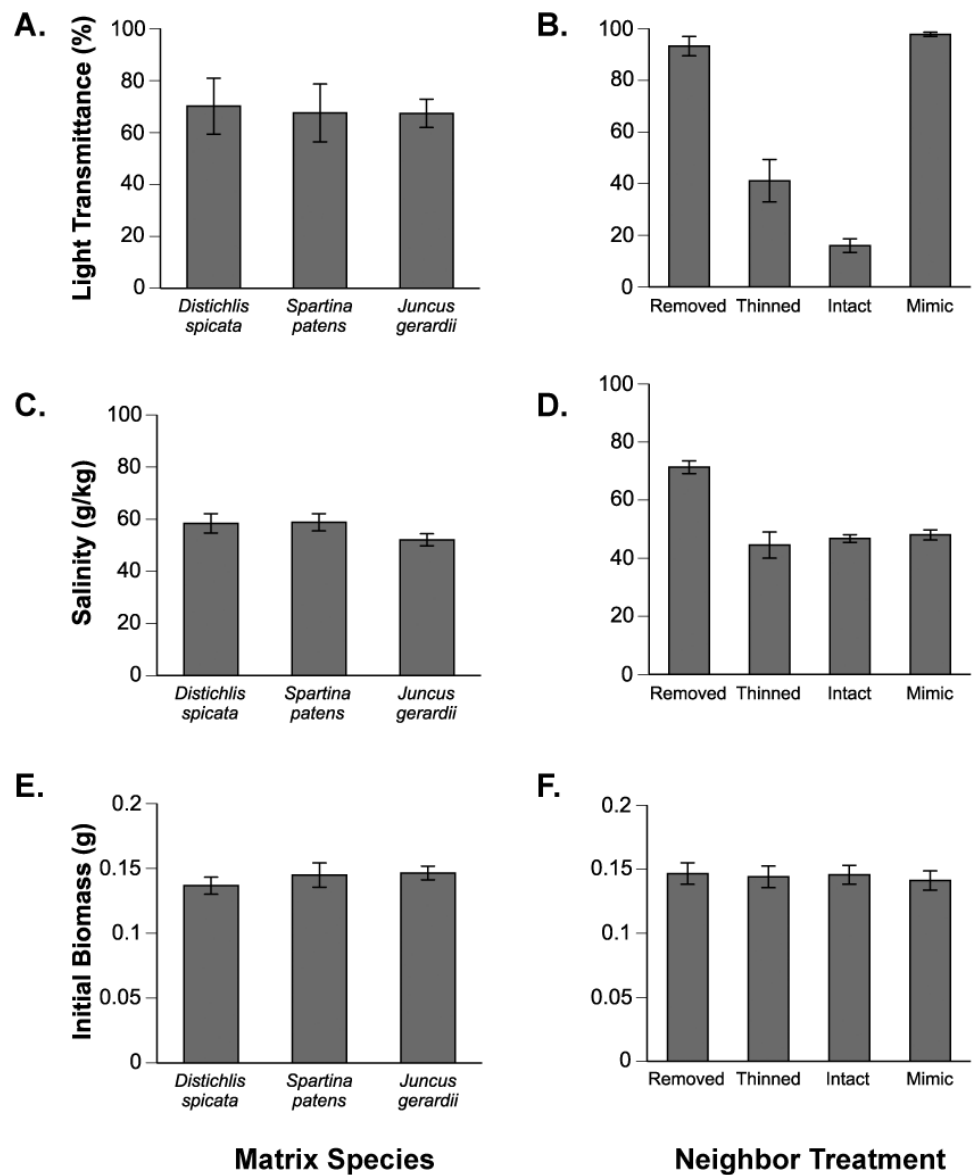 A.
Light Transmittance (%)
100
80
60
40
20
0
Distichlis spicata
Spartina patens
Juncus gerardii
B.
100
80
60
40
20
0
Removed Thinned Intact Mimic
C.
Salinity (g/kg)
100
80
60
40
20
0
Distichlis spicata
Spartina patens
Juncus gerardii
D.
100
80
60
40
20
0
Removed Thinned Intact Mimic
E.
Initial Biomass (g)
0.2
0.15
0.1
0.05
0
Distichlis spicata
Spartina patens
Juncus gerardii
Matrix Species
F.
0.2
0.15
0.1
0.05
0
Removed Thinned Intact Mimic
Neighbor Treatment